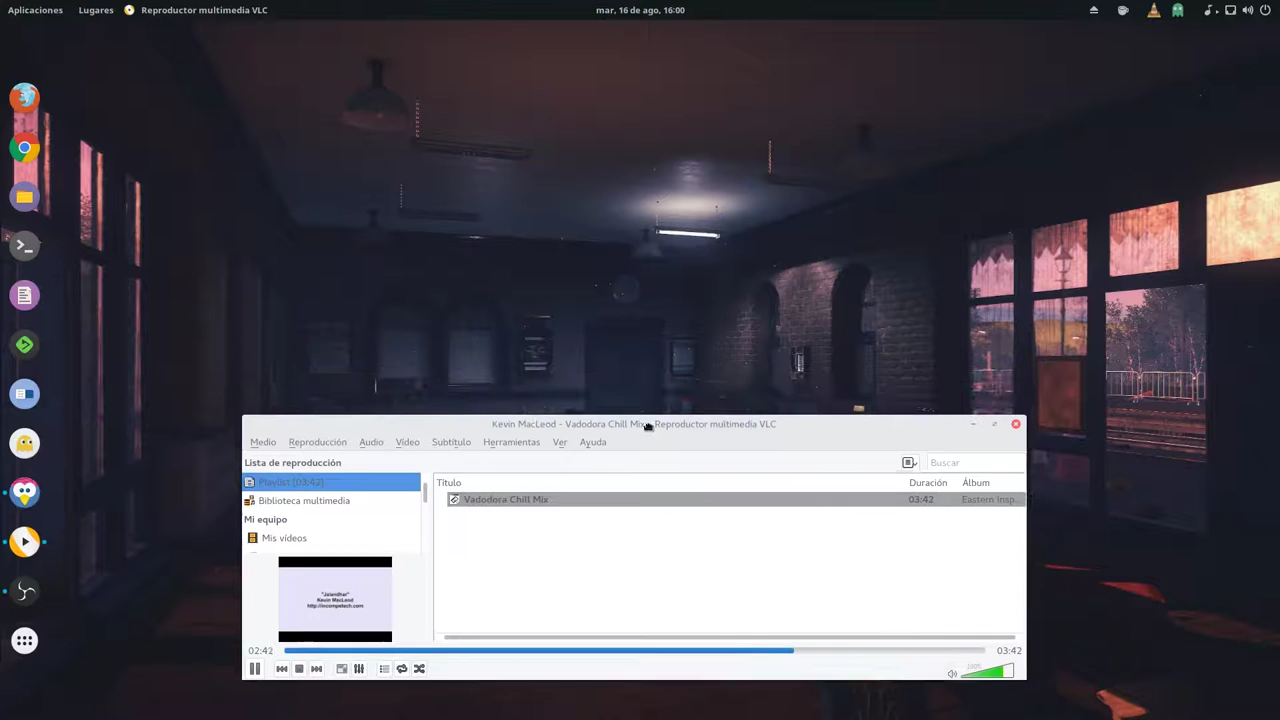 Aplicaciones Lugares Reproductor multimedia VLC mar, 16 de ago, 16:00
Kevin MacLeod - Vadodora Chill Mix - Reproductor multimedia VLC
Medio Reproducción Audio Vídeo Subtítulo Herramientas Ver Ayuda
Lista de reproducción Buscar
Playlist [03:42] Título Duración Álbum
Biblioteca multimedia Vadodora Chill Mix 03:42 Eastern Insp...
Mi equipo
Mis vídeos
"Jalandhar"
Kevin MacLeod
http://incompetech.com
02:42 03:42
100%